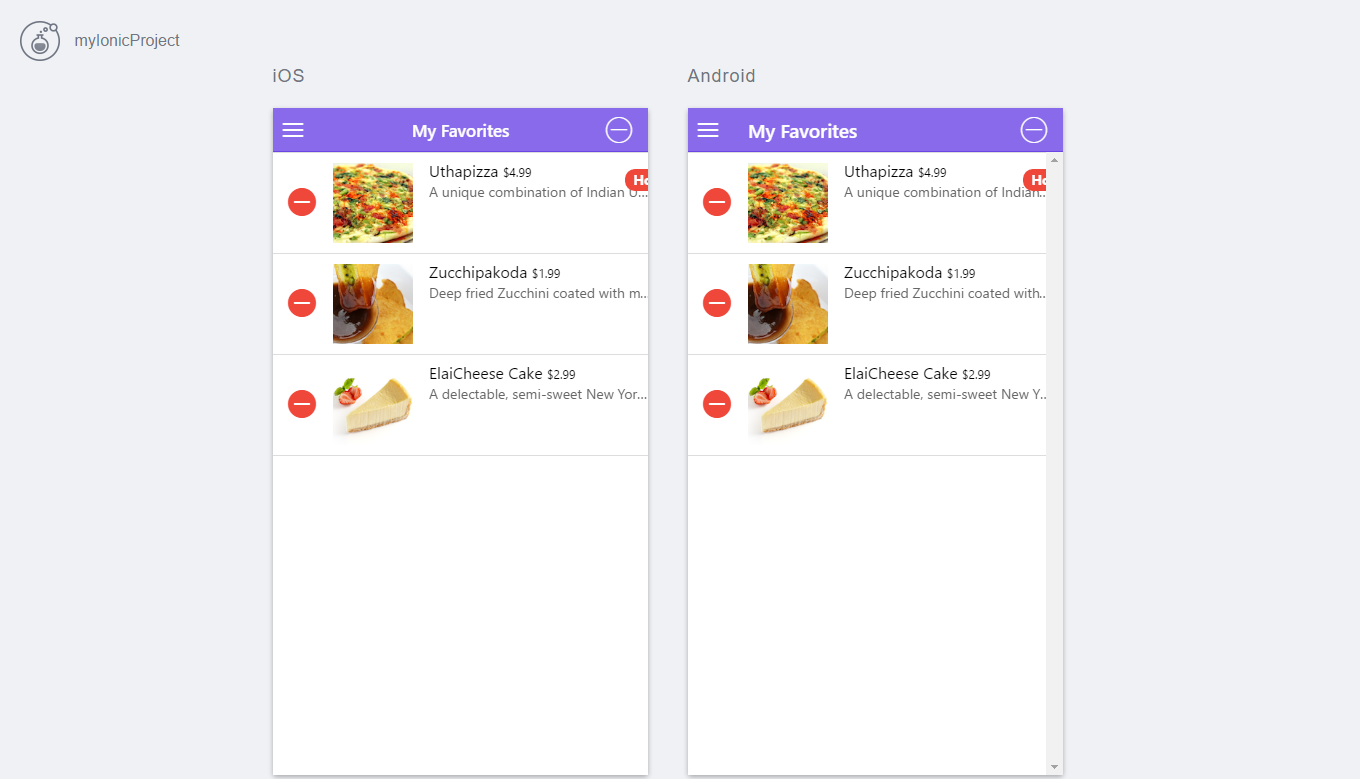 myIonicProject
iOS
My Favorites
Uthapizza $4.99
A unique combination of Indian U...
Zucchipakoda $1.99
Deep fried Zucchini coated with m...
ElaiCheese Cake $2.99
A delectable, semi-sweet New Yor...
Android
My Favorites
Uthapizza $4.99
A unique combination of Indian...
Zucchipakoda $1.99
Deep fried Zucchini coated with...
ElaiCheese Cake $2.99
A delectable, semi-sweet New Y...